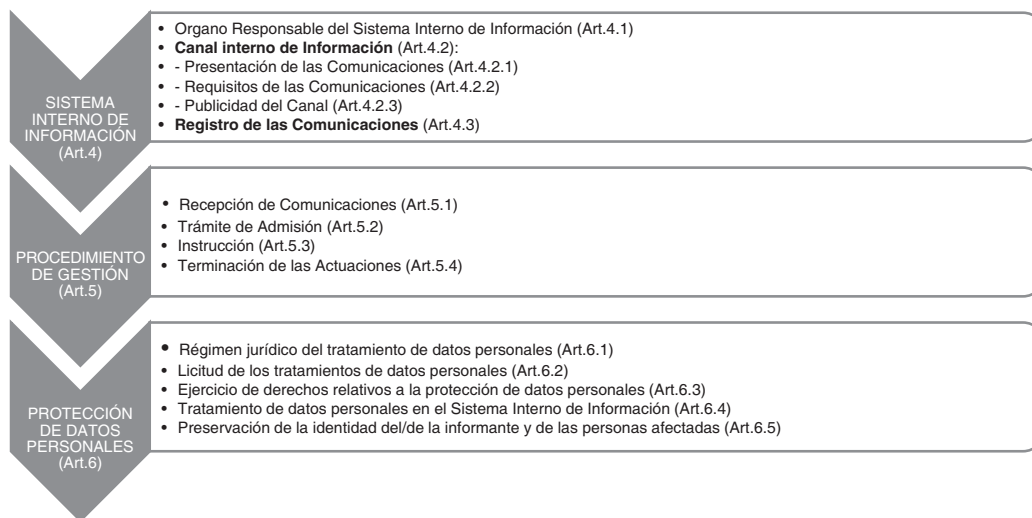 SISTEMA
INTERNO DE
INFORMACIÓN
(Art.4)
• Organo Responsable del Sistema Interno de Información (Art.4.1)
• Canal interno de Información (Art.4.2):
• - Presentación de las Comunicaciones (Art.4.2.1)
• - Requisitos de las Comunicaciones (Art.4.2.2)
• - Publicidad del Canal (Art.4.2.3)
• Registro de las Comunicaciones (Art.4.3)
PROCEDIMIENTO
DE GESTIÓN
(Art.5)
• Recepción de Comunicaciones (Art.5.1)
• Trámite de Admisión (Art.5.2)
• Instrucción (Art.5.3)
• Terminación de las Actuaciones (Art.5.4)
PROTECCIÓN
DE DATOS
PERSONALES
(Art.6)
• Régimen jurídico del tratamiento de datos personales (Art.6.1)
• Licitud de los tratamientos de datos personales (Art.6.2)
• Ejercicio de derechos relativos a la protección de datos personales (Art.6.3)
• Tratamiento de datos personales en el Sistema Interno de Información (Art.6.4)
• Preservación de la identidad del/de la informante y de las personas afectadas (Art.6.5)